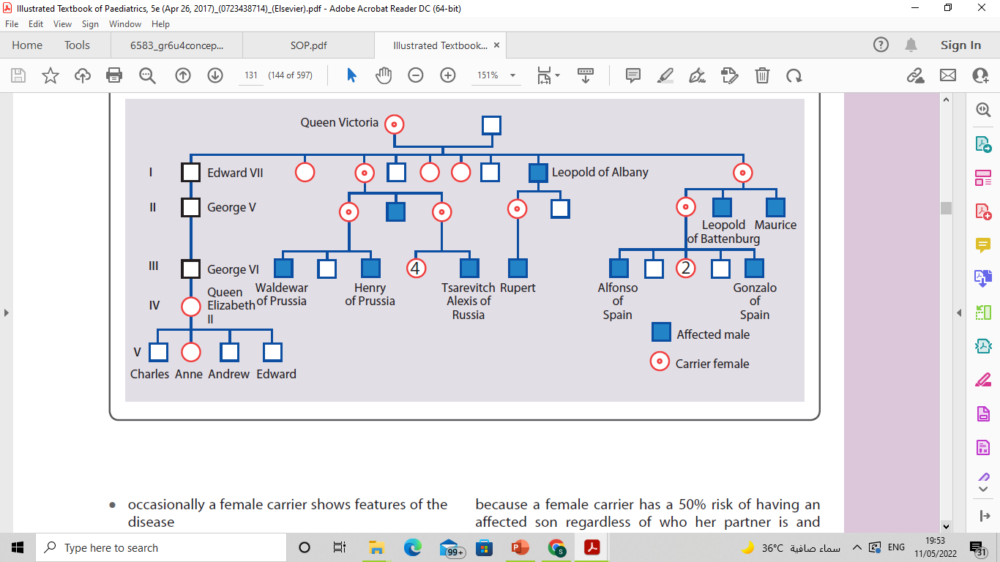 Illustrated Textbook of Paediatrics, 5e (Apr 26, 2017)_(0723438714)_(Elsevier).pdf - Adobe Acrobat Reader DC (64-bit)
File Edit View Sign Window Help
Home Tools 6583_gr6u4concep... SOP.pdf Illustrated Textbook... × Sign In
131 (144 of 597) 151%
Queen Victoria
I Edward VII Leopold of Albany
II George V
Leopold Maurice
of Battenburg
III George VI 4 2
Waldewar Henry Tsarevitch Rupert Alfonso Gonzalo
of Prussia of Prussia Alexis of of of
Russia Spain Spain
IV Queen
Elizabeth
II
Affected male
V
Carrier female
Charles Anne Andrew Edward
• occasionally a female carrier shows features of the
disease
because a female carrier has a 50% risk of having an
affected son regardless of who her partner is and
Type here to search
99+
36°C سماء صافية
ENG
19:53
11/05/2022
31